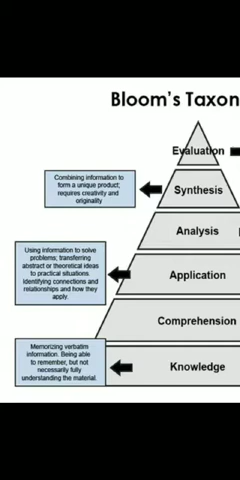 Bloom's Taxon
Evaluation
Combining information to
form a unique product;
requires creativity and
originality
Synthesis
Analysis
Using information to solve
problems; transferring
abstract or theoretical ideas
to practical situations.
Identifying connections and
relationships and how they
apply.
Application
Comprehension
Memorizing verbatim
information. Being able
to remember, but not
necessarily fully
understanding the material.
Knowledge